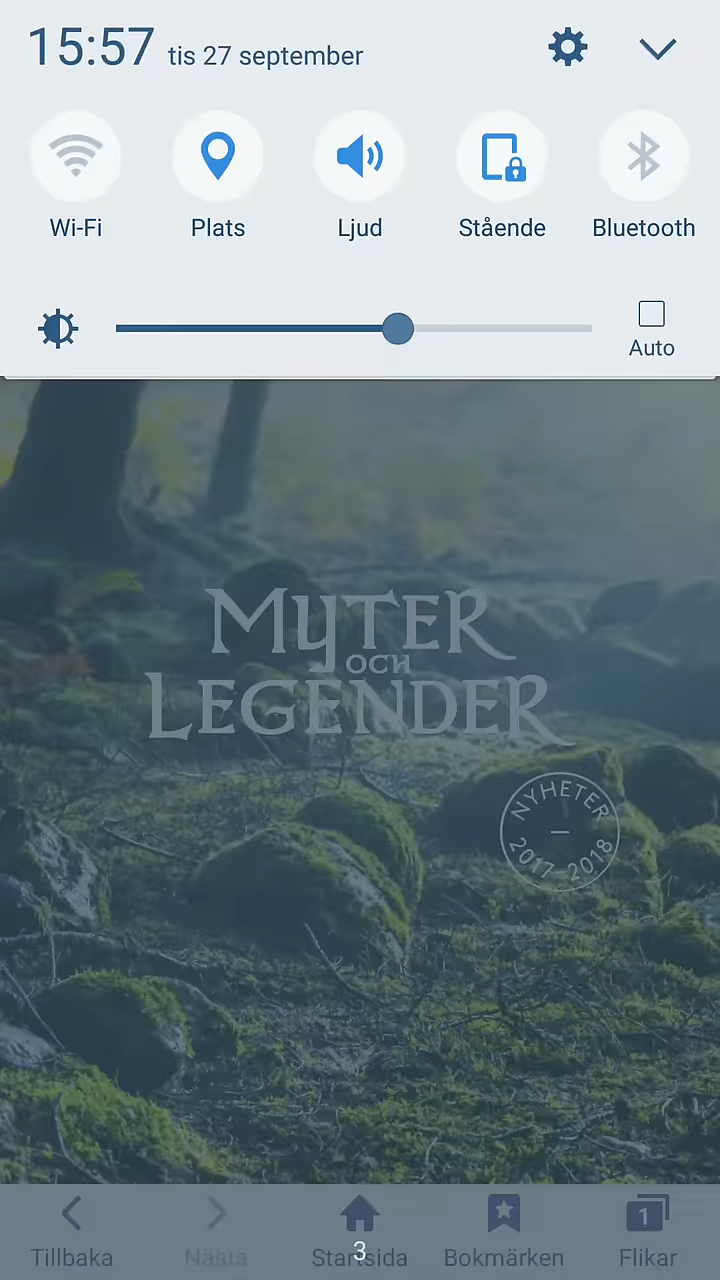 15:57 tis 27 september
Wi-Fi Plats Ljud Stående Bluetooth
Auto
MYTER
OCH
LEGENDER
NYHETER
2017-2018
1
Tillbaka Nästa Startsida Bokmärken Flikar
3